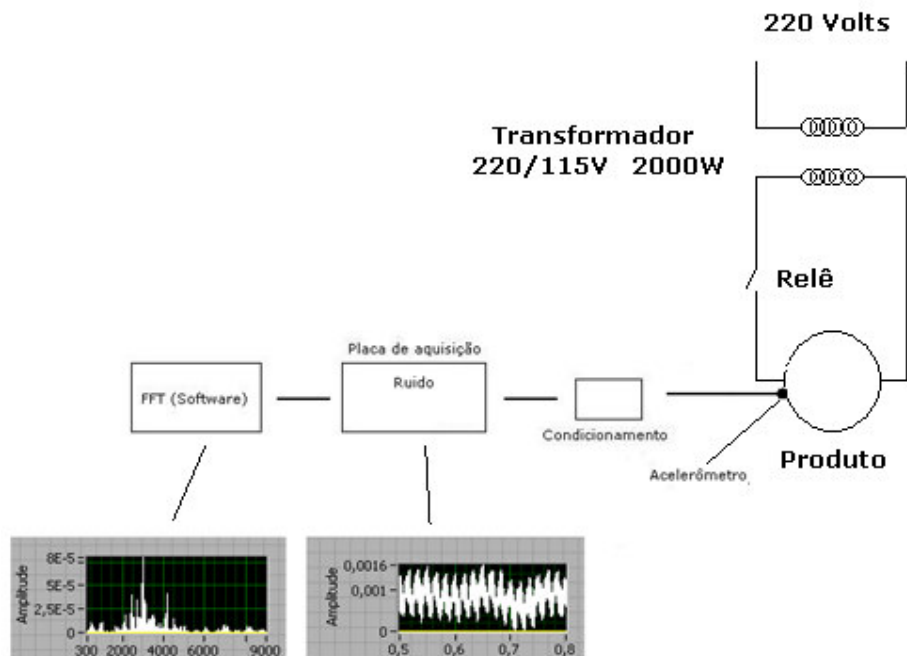 220 Volts
Transformador
220/115V 2000W
Relê
Placa de aquisição
FFT (Software)
Ruido
Condicionamento
Produto
Acelerômetro
Amplitude
8E-5
5E-5
2,5E-5
0
300 2000 4000 6000 9000
Amplitude
0,0016
0,001
0
0,5 0,6 0,7 0,8